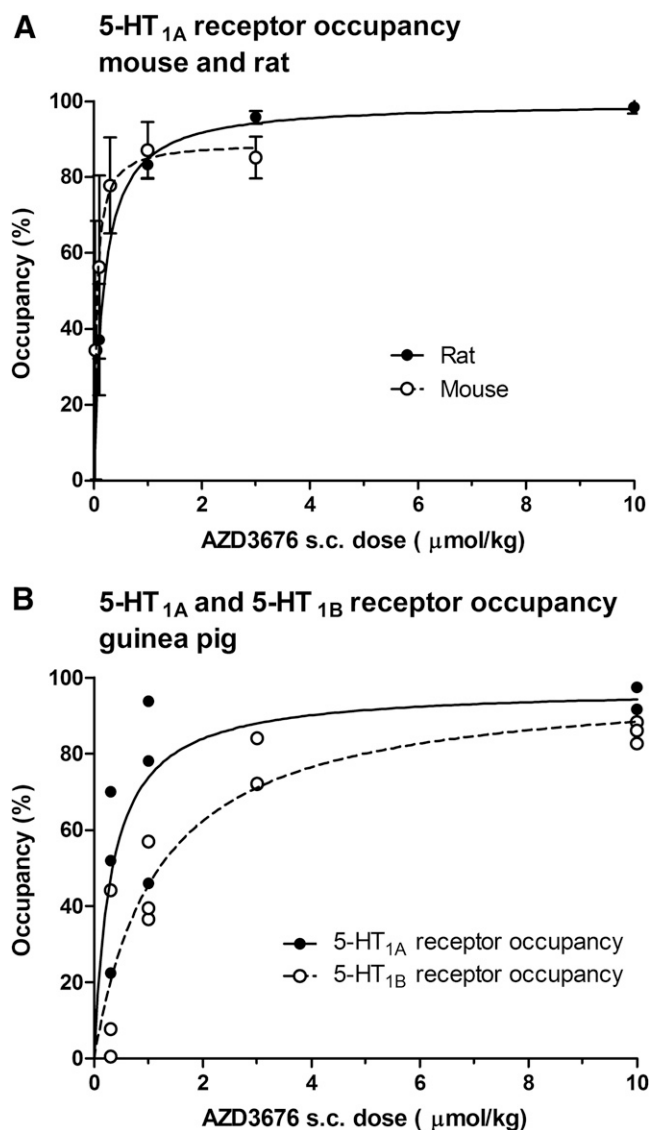 A
5-HT1A receptor occupancy
mouse and rat
100
80
60
40
20
0
Occupancy (%)
Rat
Mouse
0 2 4 6 8 10
AZD3676 s.c. dose ( μmol/kg)
B
5-HT1A and 5-HT1B receptor occupancy
guinea pig
100
80
60
40
20
0
Occupancy (%)
5-HT1A receptor occupancy
5-HT1B receptor occupancy
0 2 4 6 8 10
AZD3676 s.c. dose ( μmol/kg)